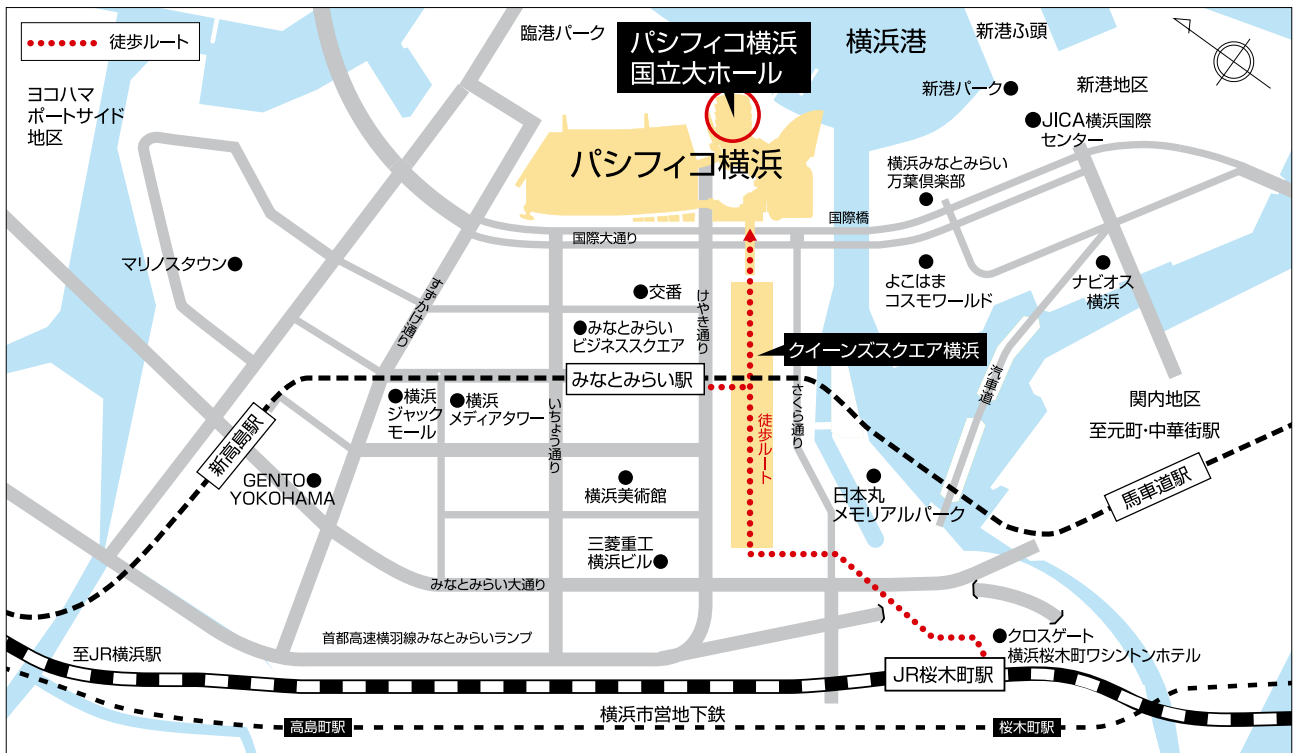 徒歩ルート
臨港パーク
パシフィコ横浜
国立大ホール
横浜港
新港ふ頭
ヨコハマ
ポートサイド
地区
新港パーク
新港地区
JICA横浜国際
センター
パシフィコ横浜
横浜みなとみらい
万葉倶楽部
国際橋
国際大通り
マリノスタウン
すずかけ通り
交番
けやき通り
よこはま
コスモワールド
ナビオス
横浜
みなとみらい
ビジネススクエア
クイーンズスクエア横浜
みなとみらい駅
汽車道
さくら通り
横浜
ジャック
モール
横浜
メディアタワー
いちょう通り
徒歩ルート
関内地区
至元町・中華街駅
新高島駅
GENTO
YOKOHAMA
横浜美術館
日本丸
メモリアルパーク
馬車道駅
三菱重工
横浜ビル
みなとみらい大通り
首都高速横羽線みなとみらいランプ
クロスゲート
横浜桜木町ワシントンホテル
至JR横浜駅
JR桜木町駅
横浜市営地下鉄
高島町駅
桜木町駅